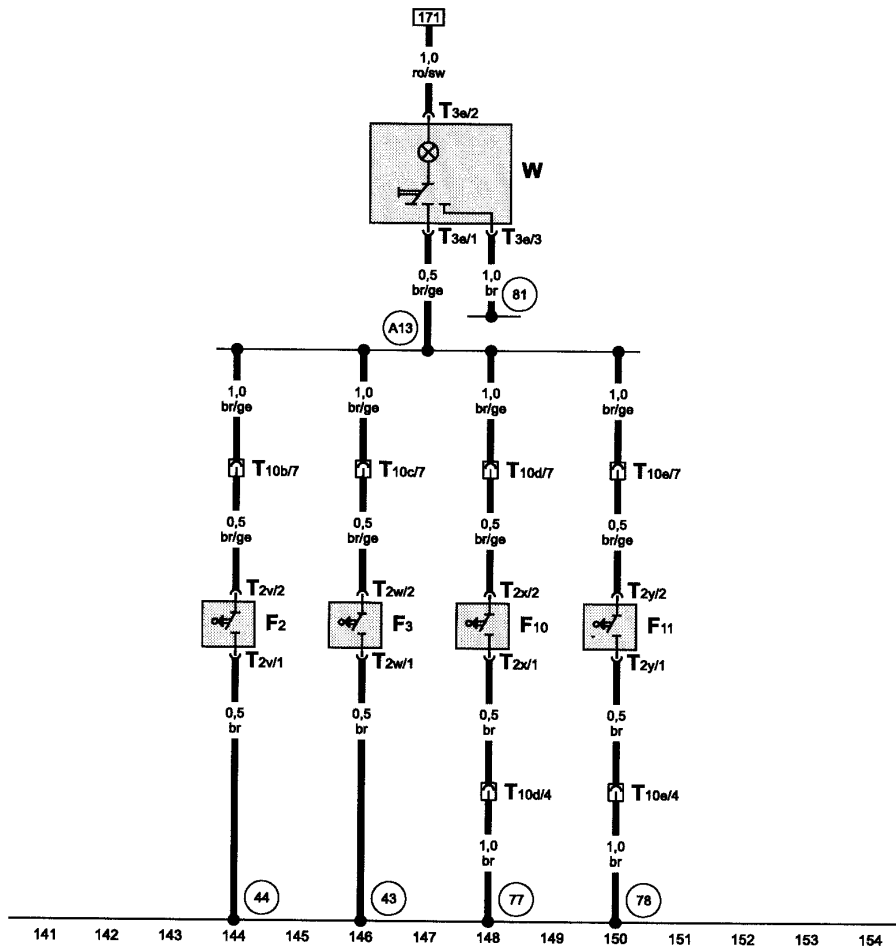 171
1,0
ro/sw
T3e/2
W
T3e/1 T3e/3
0,5
br/ge
1,0
br
81
A13
1,0
br/ge
1,0
br/ge
1,0
br/ge
1,0
br/ge
T10b/7 T10c/7 T10d/7 T10e/7
0,5
br/ge
0,5
br/ge
0,5
br/ge
0,5
br/ge
T2v/2 T2w/2 T2x/2 T2y/2
F2 F3 F10 F11
T2v/1 T2w/1 T2x/1 T2y/1
0,5
br
0,5
br
0,5
br
0,5
br
T10d/4 T10e/4
1,0
br
1,0
br
44 43 77 78
141 142 143 144 145 146 147 148 149 150 151 152 153 154